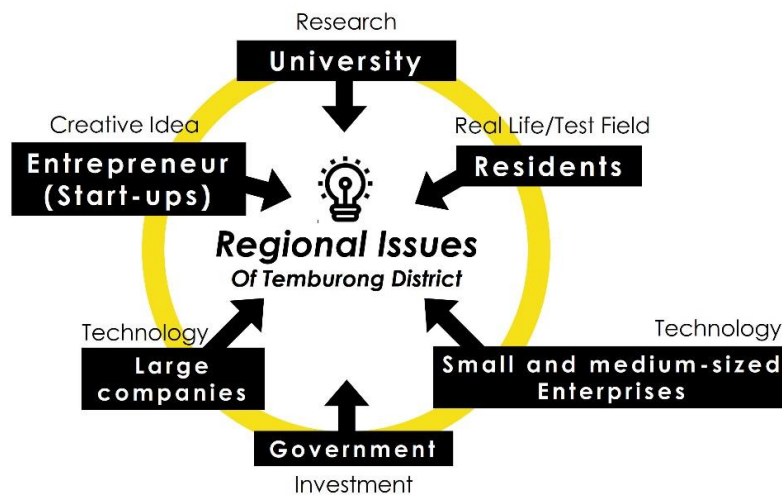 Research
University
Creative Idea
Entrepreneur
(Start-ups)
Real Life/Test Field
Residents
Regional Issues
Of Temburong District
Technology
Large
companies
Technology
Small and medium-sized
Enterprises
Government
Investment